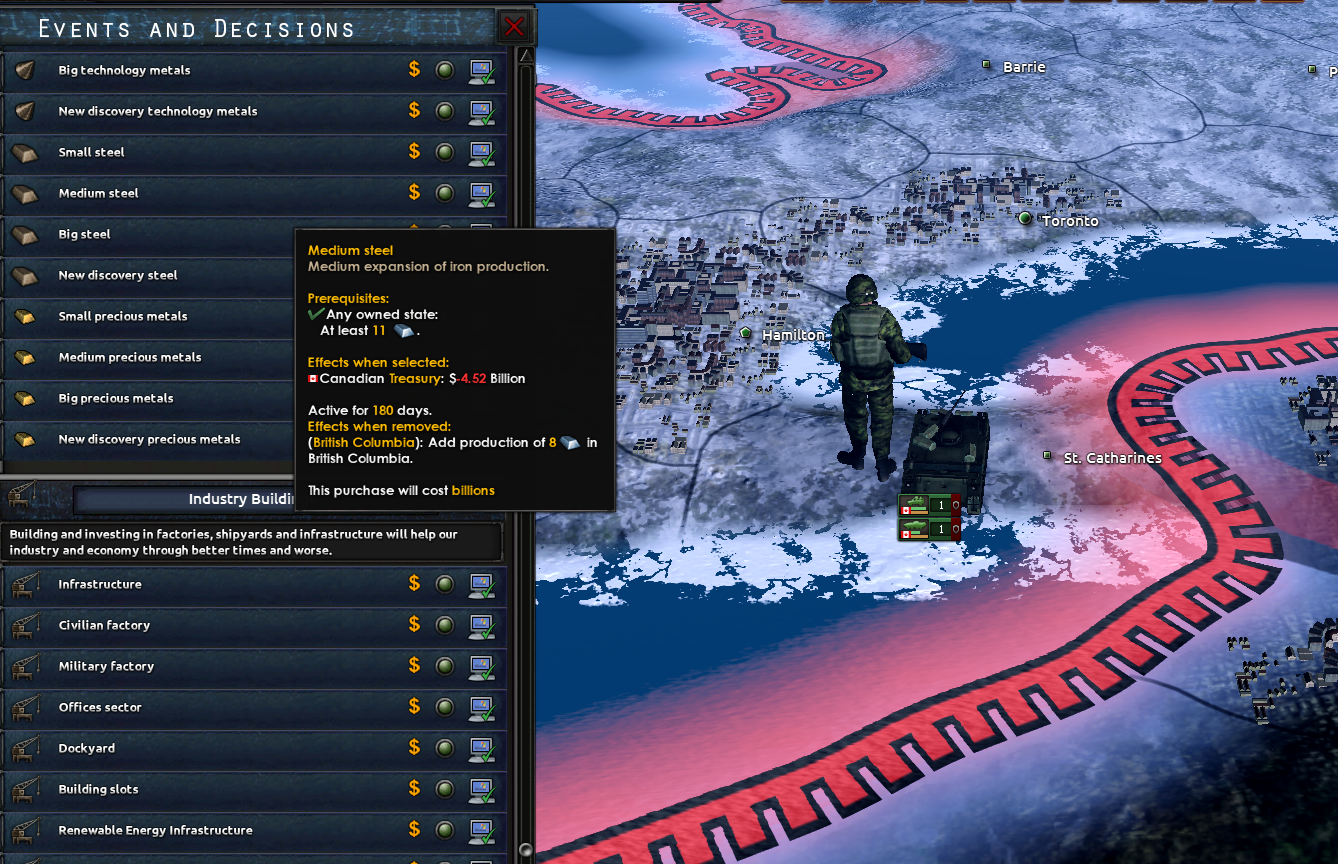 EVENTS AND DECISIONS
Big technology metals
New discovery technology metals
Small steel
Medium steel
Big steel
New discovery steel
Small precious metals
Medium precious metals
Big precious metals
New discovery precious metals
Medium steel
Medium expansion of iron production.
Prerequisites:
Any owned state:
At least 11 .
Effects when selected:
Canadian Treasury: $-4.52 Billion
Active for 180 days.
Effects when removed:
(British Columbia): Add production of 8 in
British Columbia.
This purchase will cost billions
Industry
Building and investing in factories, shipyards and infrastructure will help our
industry and economy through better times and worse.
Infrastructure
Civilian factory
Military factory
Offices sector
Dockyard
Building slots
Renewable Energy Infrastructure
Barrie
P
Toronto
Hamilton
St. Catharines
1 0
1 0